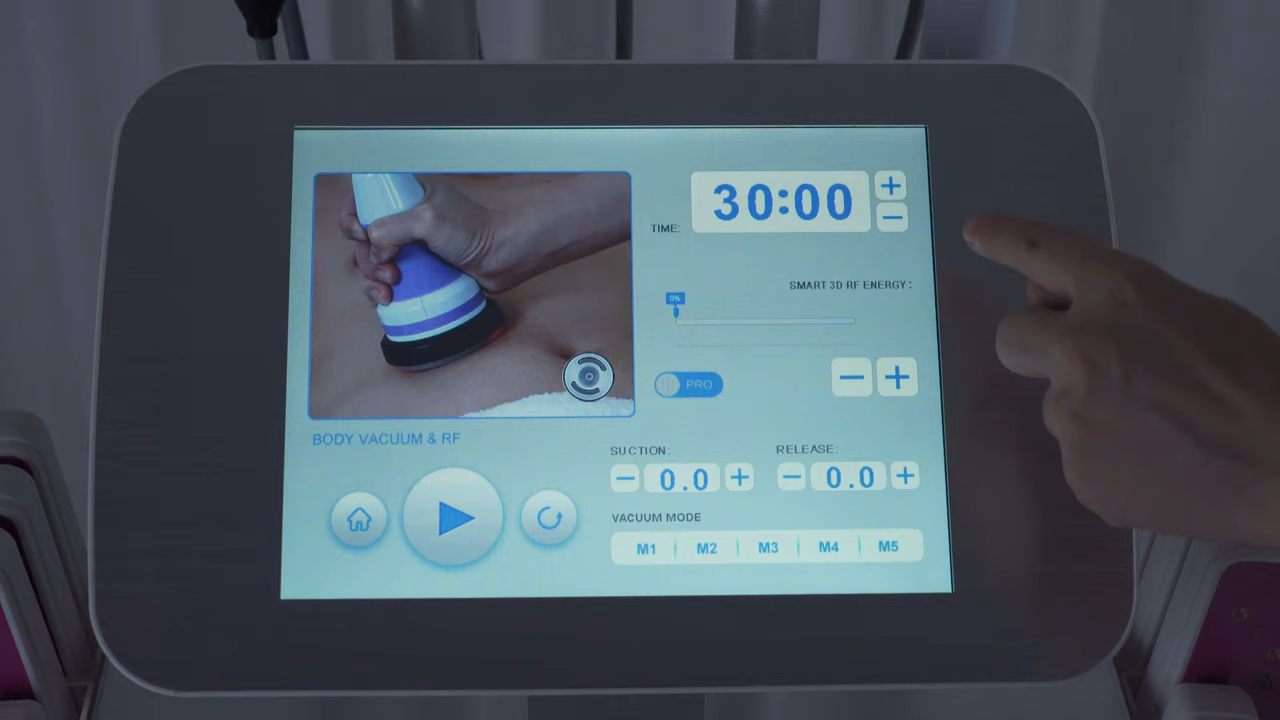 30:00
TIME:
SMART 3D RF ENERGY:
0%
PRO
BODY VACUUM & RF
SUCTION:
RELEASE:
0.0
0.0
VACUUM MODE
M1 M2 M3 M4 M5